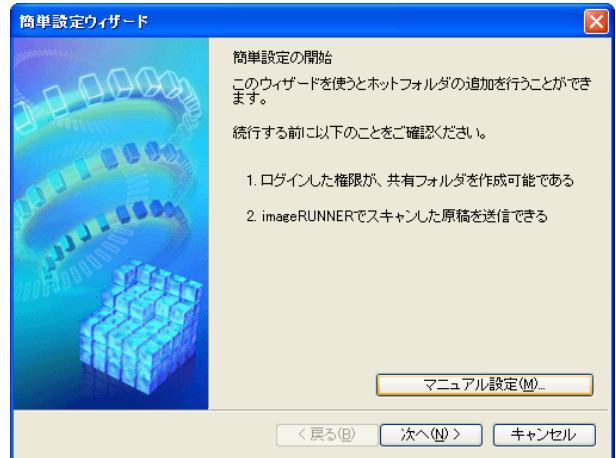 簡単設定ウィザード
簡単設定の開始
このウィザードを使うとホットフォルダの追加を行うことができ
ます。
続行する前に以下のことをご確認ください。
1. ログインした権限が、共有フォルダを作成可能である
2. imageRUNNERでスキャンした原稿を送信できる
マニュアル設定(M)...
< 戻る(B)
次へ(N) >
キャンセル